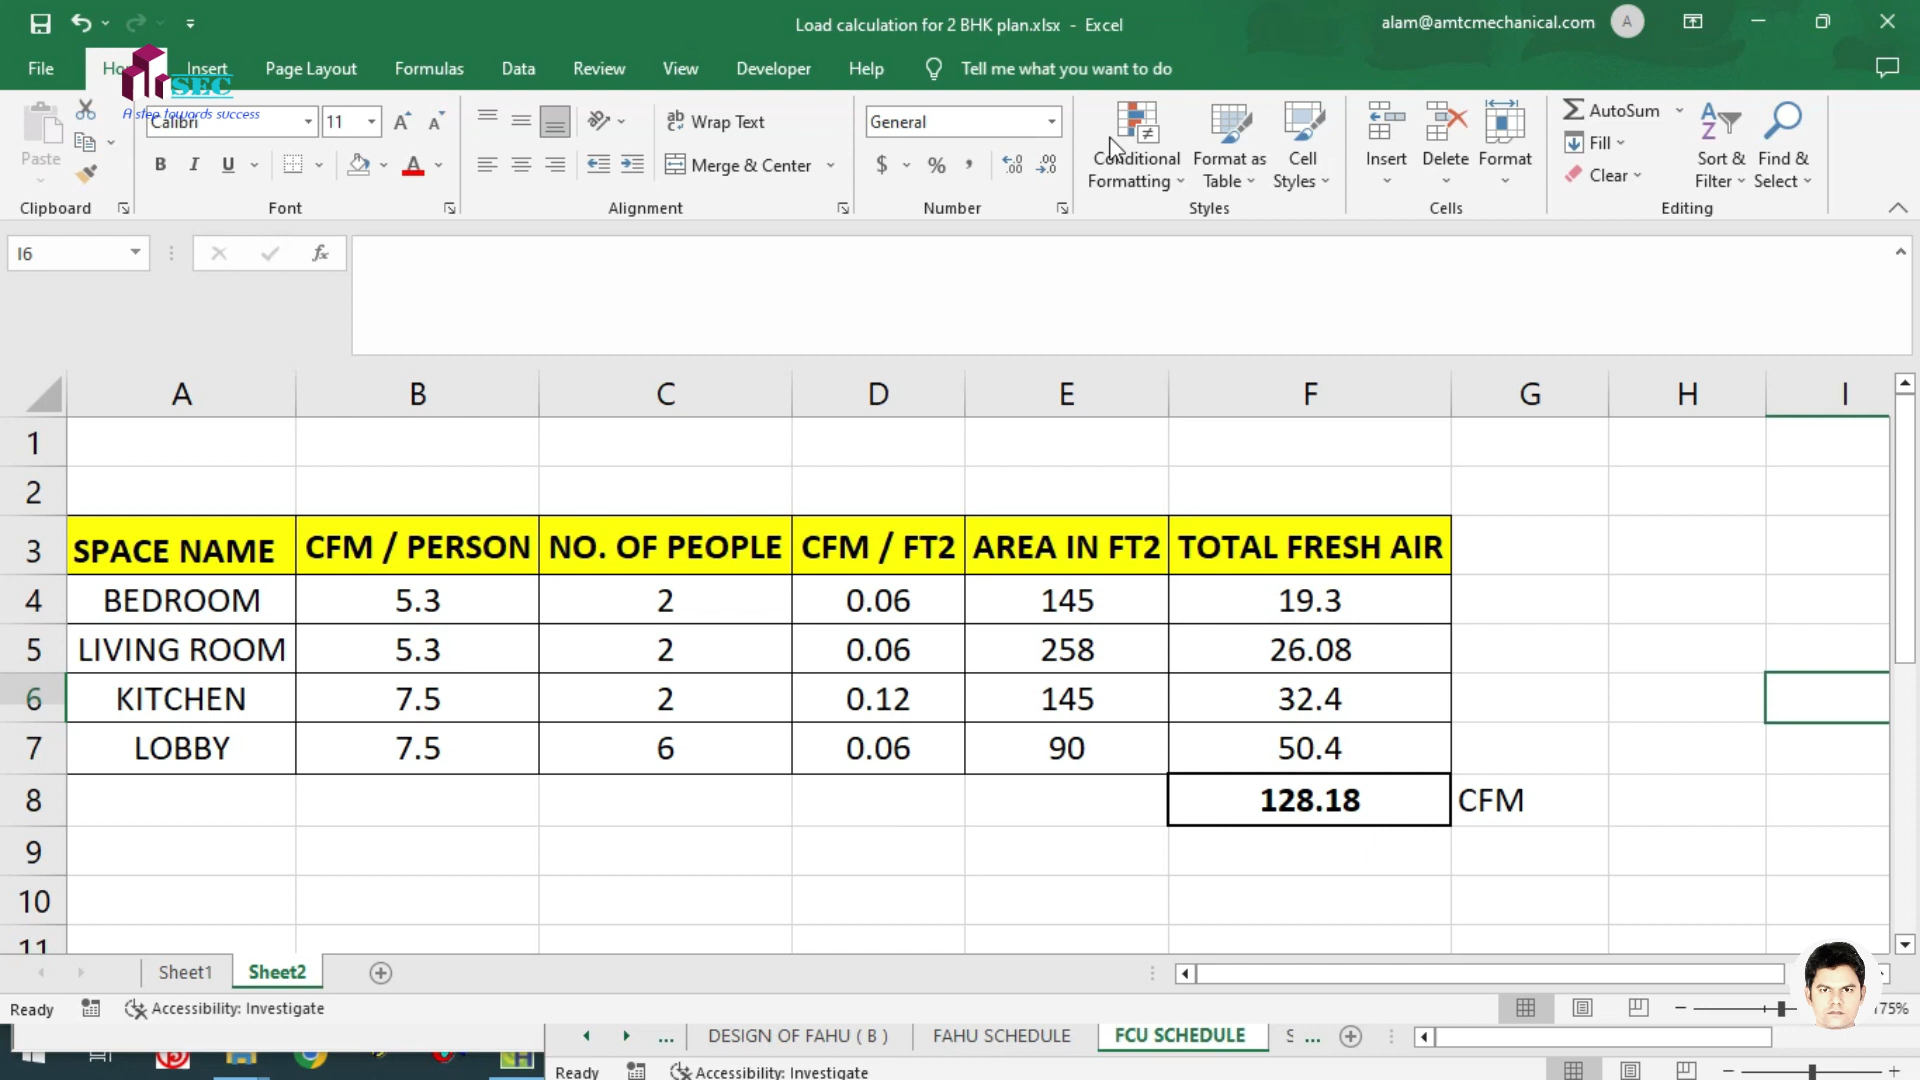 Load calculation for 2 BHK plan.xlsx - Excel
alam@amtcmechanical.com
A
File
Insert
Page Layout
Formulas
Data
Review
View
Developer
Help
Tell me what you want to do
SEC
A step towards success
Paste
Calibri
11
B I U
Wrap Text
Merge & Center
General
$ % ,
Conditional Formatting
Format as Table
Cell Styles
Insert
Delete
Format
AutoSum
Fill
Clear
Sort & Filter
Find & Select
Clipboard
Font
Alignment
Number
Styles
Cells
Editing
I6
fx
A B C D E F G H I
1
2
3 SPACE NAME CFM / PERSON NO. OF PEOPLE CFM / FT2 AREA IN FT2 TOTAL FRESH AIR
4 BEDROOM 5.3 2 0.06 145 19.3
5 LIVING ROOM 5.3 2 0.06 258 26.08
6 KITCHEN 7.5 2 0.12 145 32.4
7 LOBBY 7.5 6 0.06 90 50.4
8 128.18 CFM
9
10
11
Sheet1 Sheet2
Ready Accessibility: Investigate
75%
... DESIGN OF FAHU ( B ) FAHU SCHEDULE FCU SCHEDULE S ...
Ready Accessibility: Investigate